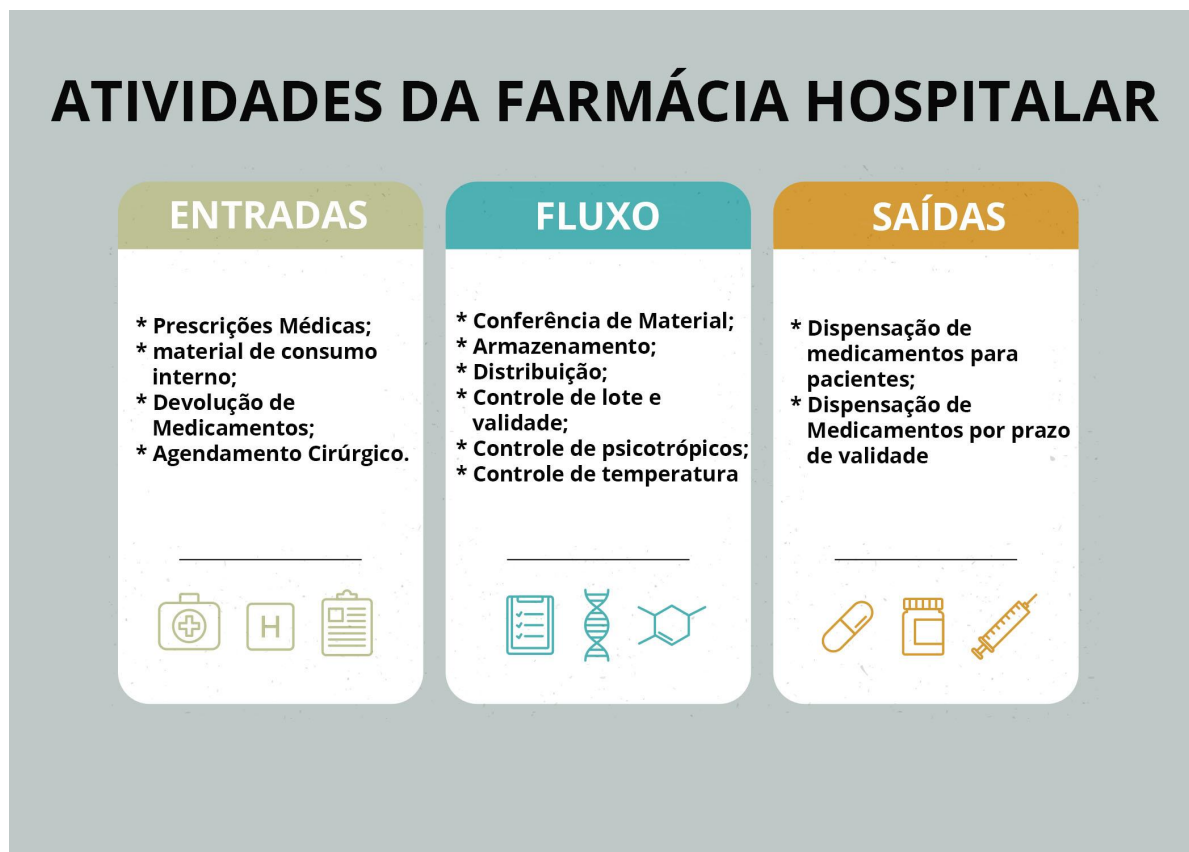 ATIVIDADES DA FARMÁCIA HOSPITALAR
ENTRADAS
* Prescrições Médicas;
* material de consumo
interno;
* Devolução de
Medicamentos;
* Agendamento Cirúrgico.
H
FLUXO
* Conferência de Material;
* Armazenamento;
* Distribuição;
* Controle de lote e
validade;
* Controle de psicotrópicos;
* Controle de temperatura
SAÍDAS
* Dispensação de
medicamentos para
pacientes;
* Dispensação de
Medicamentos por prazo
de validade